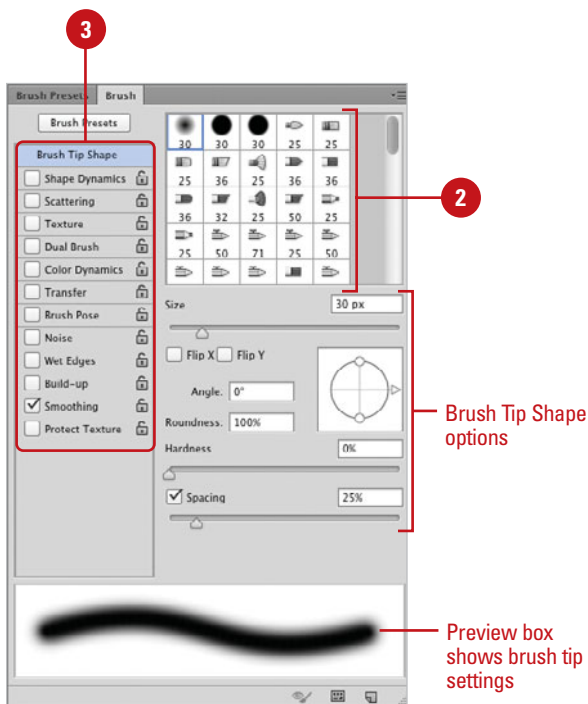 3
Brush Presets Brush
Brush Presets
Brush Tip Shape
Shape Dynamics
Scattering
Texture
Dual Brush
Color Dynamics
Transfer
Brush Pose
Noise
Wet Edges
Build-up
Smoothing
Protect Texture
30 30 30 25 25
25 36 25 36 36
36 32 25 50 25
25 50 71 25 50
2
Size 30 px
Flip X Flip Y
Angle: 0°
Roundness: 100%
Hardness 0%
Spacing 25%
Brush Tip Shape
options
Preview box
shows brush tip
settings